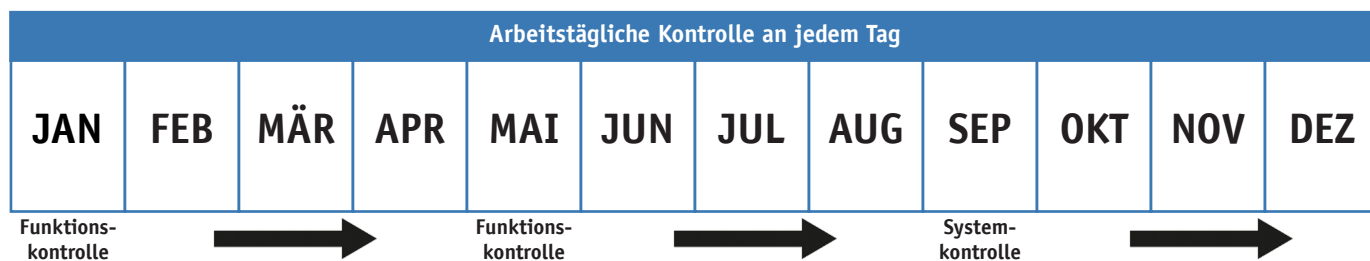 Arbeitstägliche Kontrolle an jedem Tag
JAN FEB MÄR APR MAI JUN JUL AUG SEP OKT NOV DEZ
Funktions- Funktions- System-
kontrolle kontrolle kontrolle